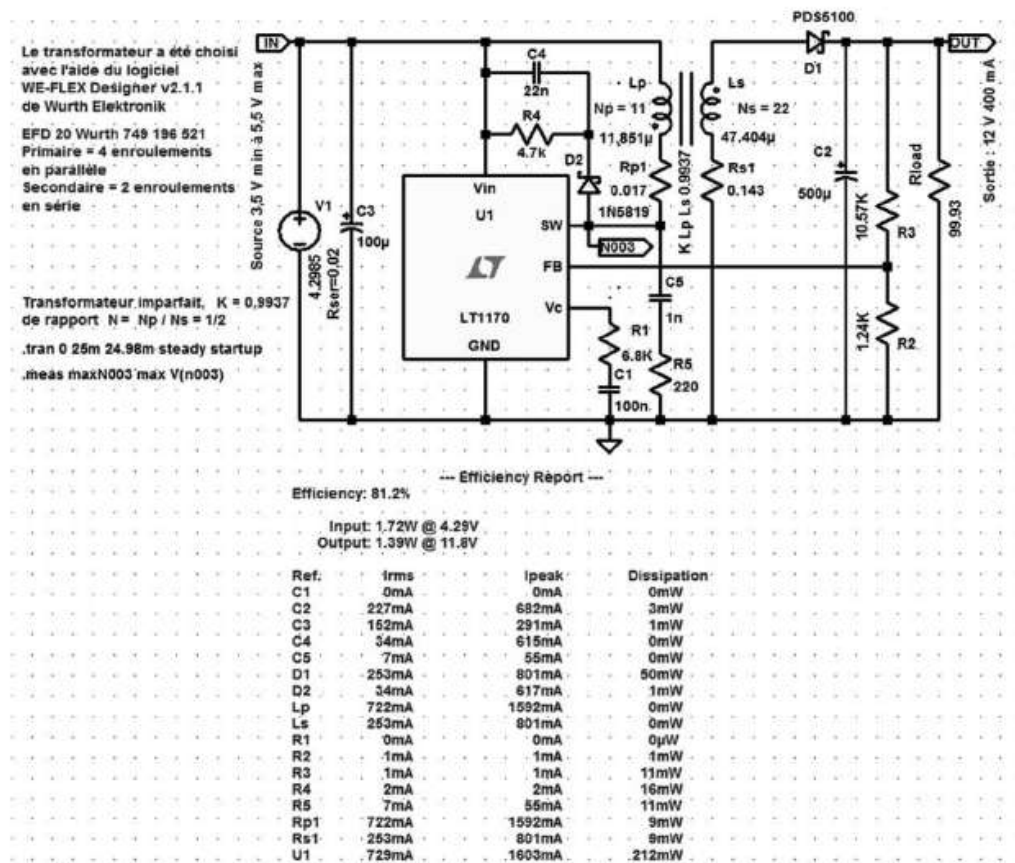 Le transformateur a été choisi
avec l'aide du logiciel
WE-FLEX Designer v2.1.1
de Wurth Elektronik
EFD 20 Wurth 749 196 521
Primaire = 4 enroulements
en parallèle
Secondaire = 2 enroulements
en série
Transformateur imparfait, K = 0,9937
de rapport N = Np / Ns = 1/2
.tran 0 25m 24.98m steady startup
.meas maxN003 max V(n003)
Source 3,5 V min à 5,5 V max
IN
V1
4.2985
C3
100µ
Rser=0,02
C4
22n
R4
4.7k
D2
1N5819
Vin
U1
SW
FB
Vc
LT1170
GND
N003
Lp
Np = 11
11,851µ
Rp1
0.017
K Lp Ls 0.9937
Ls
Ns = 22
47.404µ
Rs1
0.143
C5
1n
R5
220
R1
6.8K
C1
100n
PDS5100
D1
OUT
C2
500µ
10.57K
R3
1.24K
R2
Rload
99.93
Sortie : 12 V 400 mA
--- Efficiency Report ---
Efficiency: 81.2%
Input: 1.72W @ 4.29V
Output: 1.39W @ 11.8V
Ref. Irms Ipeak Dissipation
C1 0mA 0mA 0mW
C2 227mA 682mA 3mW
C3 152mA 291mA 1mW
C4 34mA 615mA 0mW
C5 7mA 55mA 0mW
D1 253mA 801mA 50mW
D2 34mA 617mA 1mW
Lp 722mA 1592mA 0mW
Ls 253mA 801mA 0mW
R1 0mA 0mA 0µW
R2 1mA 1mA 1mW
R3 1mA 1mA 11mW
R4 2mA 2mA 16mW
R5 7mA 55mA 11mW
Rp1 722mA 1592mA 9mW
Rs1 253mA 801mA 9mW
U1 729mA 1603mA 212mW